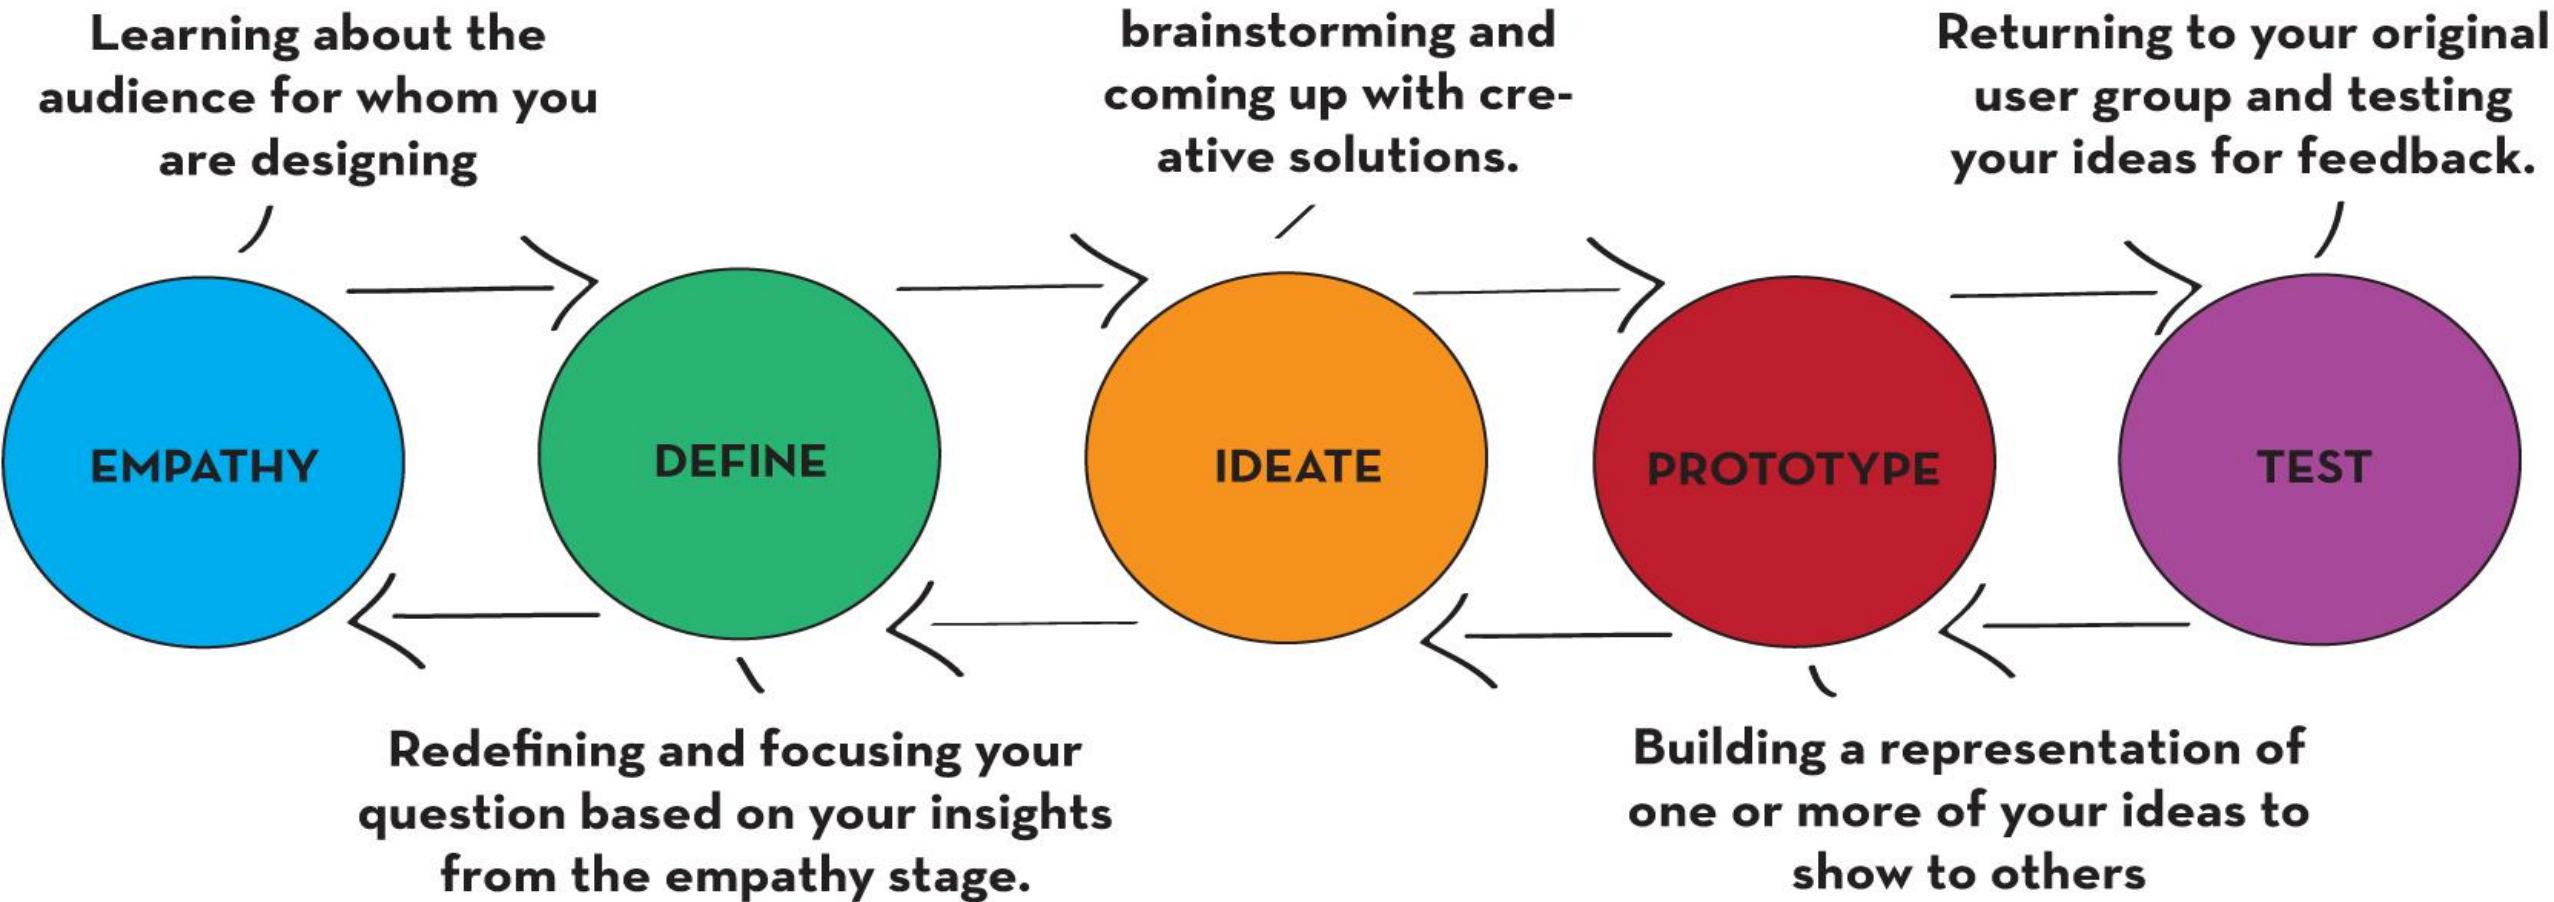 Learning about the
audience for whom you
are designing
brainstorming and
coming up with cre-
ative solutions.
Returning to your original
user group and testing
your ideas for feedback.
EMPATHY
DEFINE
IDEATE
PROTOTYPE
TEST
Redefining and focusing your
question based on your insights
from the empathy stage.
Building a representation of
one or more of your ideas to
show to others